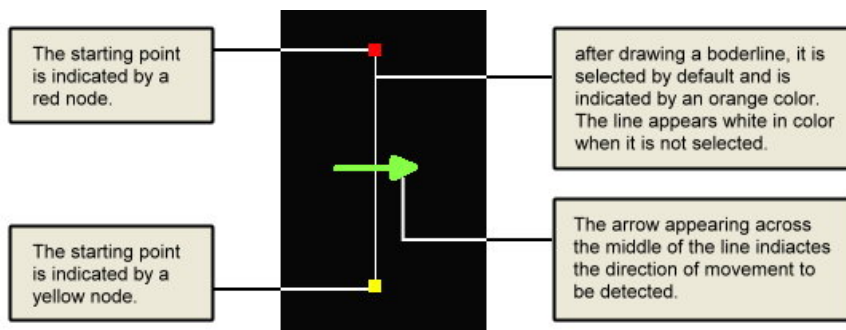 The starting point
is indicated by a
red node.
The starting point
is indicated by a
yellow node.
after drawing a boderline, it is
selected by default and is
indicated by an orange color.
The line appears white in color
when it is not selected.
The arrow appearing across
the middle of the line indiactes
the direction of movement to
be detected.